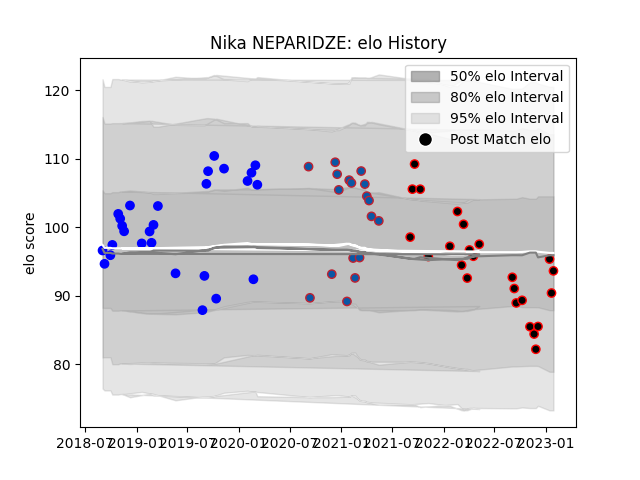 Nika NEPARIDZE: elo History
50% elo Interval
80% elo Interval
95% elo Interval
Post Match elo
elo score
120
110
100
90
80
2018-07 2019-01 2019-07 2020-01 2020-07 2021-01 2021-07 2022-01 2022-07 2023-01